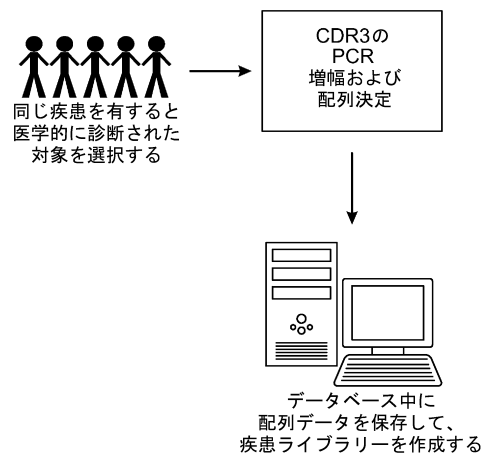 同じ疾患を有すると
医学的に診断された
対象を選択する
CDR3の
PCR
増幅および
配列決定
データベース中に
配列データを保存して、
疾患ライブラリーを作成する